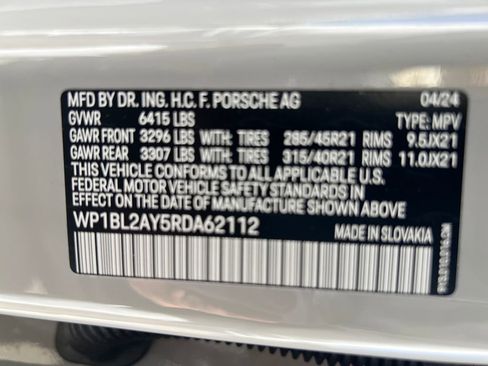 MFD BY DR. ING. H.C. F. PORSCHE AG 04/24
GVWR 6415 LBS TYPE: MPV
GAWR FRONT 3296 LBS WITH: TIRES 285/45R21 RIMS 9.5JX21
GAWR REAR 3307 LBS WITH: TIRES 315/40R21 RIMS 11.0JX21
THIS VEHICLE CONFORMS TO ALL APPLICABLE U.S.
FEDERAL MOTOR VEHICLE SAFETY STANDARDS IN
EFFECT ON THE DATE OF MANUFACTURE SHOWN ABOVE
WP1BL2AY5RDA62112 MADE IN SLOVAKIA